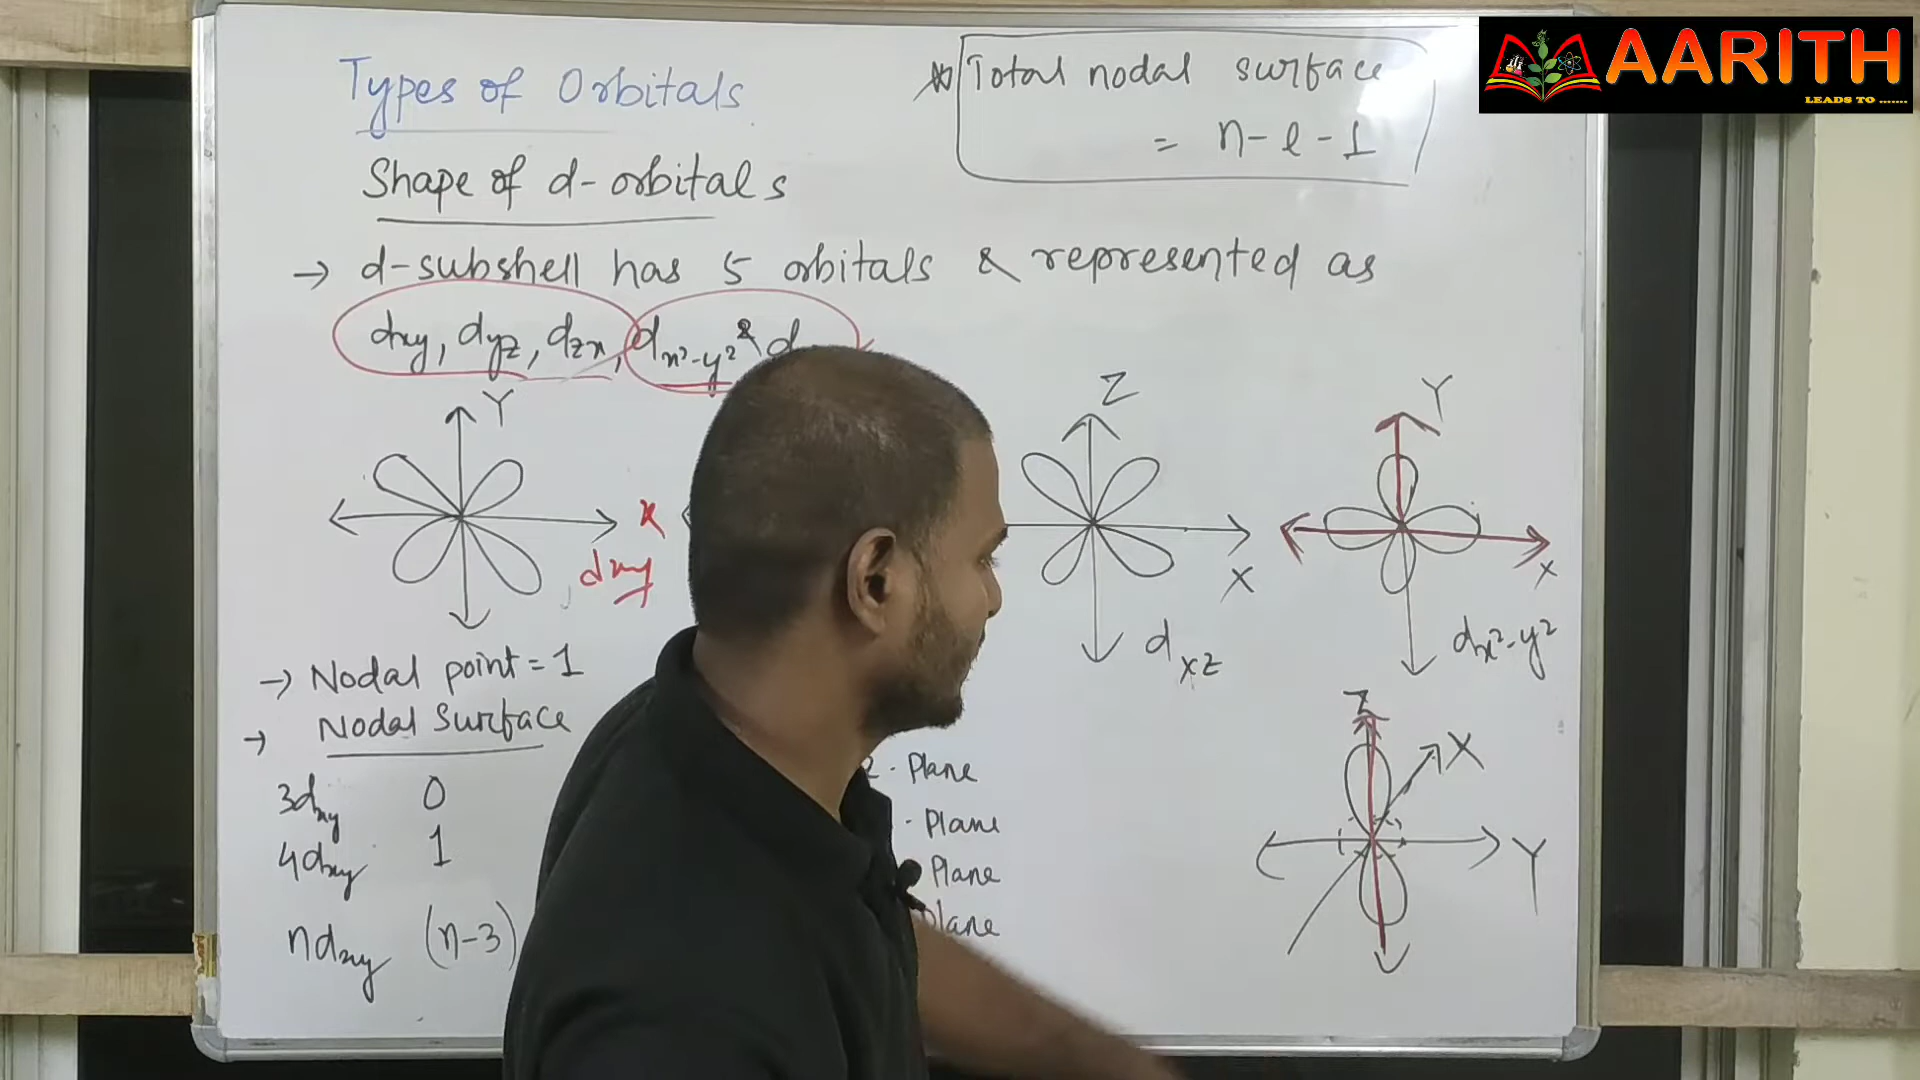 AARITH
LEADS TO .......
Types of Orbitals
Total nodal surface
= n-l-1
Shape of d-orbitals
→ d-subshell has 5 orbitals & represented as
dxy, dyz, dzx, dx²-y² & d
Y
x
dxy
Z
X
dxz
Y
x
dx²-y²
→ Nodal point = 1
→ Nodal Surface
3dxy 0
4dxy 1
ndxy (n-3)
- Plane
- Plane
Plane
plane
Z
X
Y